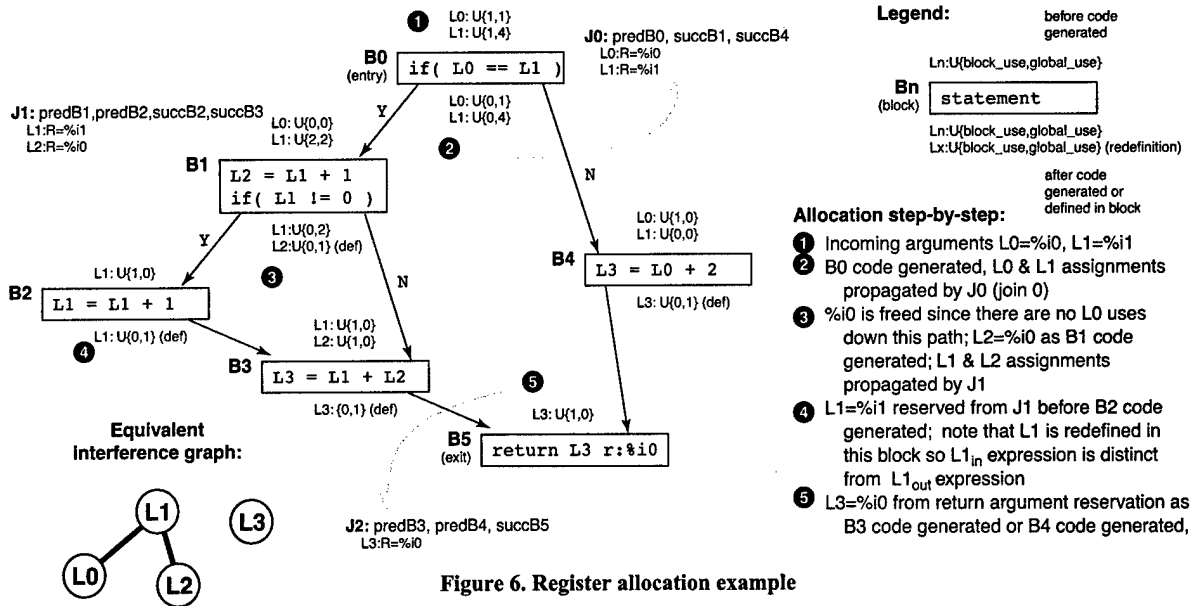 1
L0: U{1,1}
L1: U{1,4}
B0
(entry)
if( L0 == L1 )
J0: predB0, succB1, succB4
L0:R=%i0
L1:R=%i1
L0: U{0,1}
L1: U{0,4}
2
Y
N
J1: predB1,predB2,succB2,succB3
L1:R=%i1
L2:R=%i0
L0: U{0,0}
L1: U{2,2}
B1
L2 = L1 + 1
if( L1 != 0 )
L1:U{0,2}
L2:U{0,1} (def)
3
Y
N
L1: U{1,0}
B2
L1 = L1 + 1
L1: U{0,1} (def)
4
L1: U{1,0}
L2: U{1,0}
B3
L3 = L1 + L2
L3: {0,1} (def)
L0: U{1,0}
L1: U{0,0}
B4
L3 = L0 + 2
L3: U{0,1} (def)
5
L3: U{1,0}
B5
(exit)
return L3 r:%i0
J2: predB3, predB4, succB5
L3:R=%i0
Equivalent
interference graph:
L1
L3
L0
L2
Legend:
before code
generated
Ln:U{block_use,global_use}
Bn
(block)
statement
Ln:U{block_use,global_use}
Lx:U{block_use,global_use} (redefinition)
after code
generated or
defined in block
Allocation step-by-step:
1 Incoming arguments L0=%i0, L1=%i1
2 B0 code generated, L0 & L1 assignments
propagated by J0 (join 0)
3 %i0 is freed since there are no L0 uses
down this path; L2=%i0 as B1 code
generated; L1 & L2 assignments
propagated by J1
4 L1=%i1 reserved from J1 before B2 code
generated; note that L1 is redefined in
this block so L1in expression is distinct
from L1out expression
5 L3=%i0 from return argument reservation as
B3 code generated or B4 code generated,
Figure 6. Register allocation example